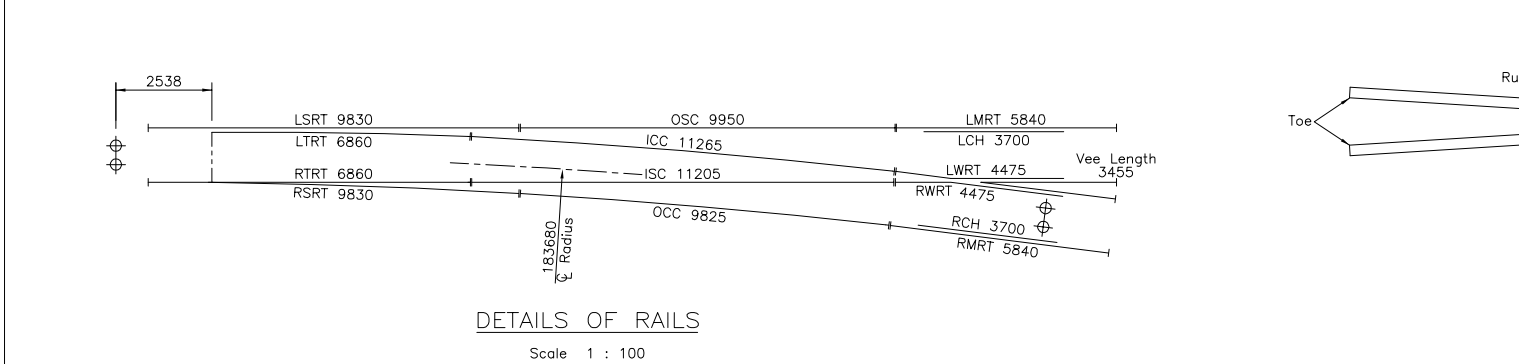 2538
LSRT 9830
OSC 9950
LMRT 5840
LTRT 6860
ICC 11265
LCH 3700
RTRT 6860
ISC 11205
LWRT 4475
Vee Length
3455
RSRT 9830
OCC 9825
RWRT 4475
RCH 3700
RMRT 5840
183680
℄ Radius
DETAILS OF RAILS
Scale 1 : 100
Toe
Ru